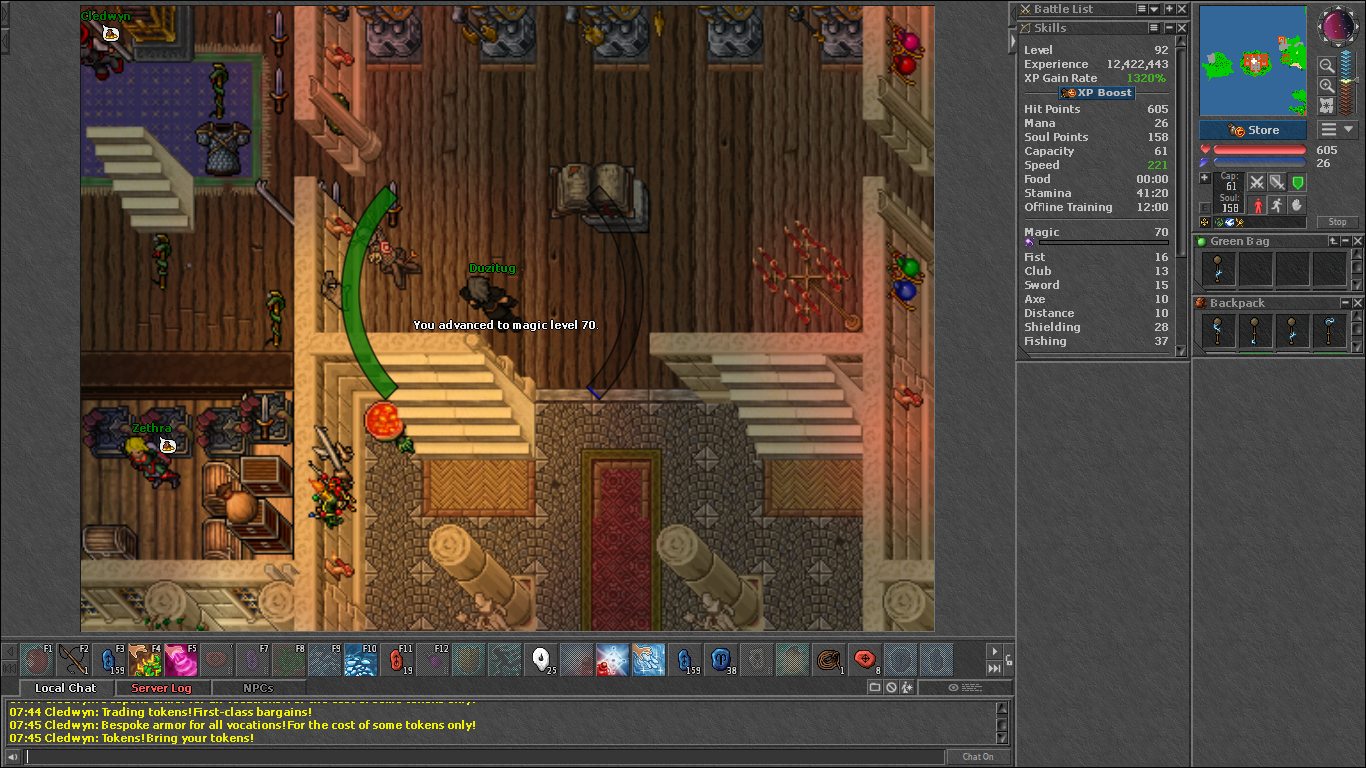 Cledwyn
Duzitug
You advanced to magic level 70.
Zethra
Battle List
Skills
Level 92
Experience 12,422,443
XP Gain Rate 1320%
XP Boost
Hit Points 605
Mana 26
Soul Points 158
Capacity 61
Speed 221
Food 00:00
Stamina 41:20
Offline Training 12:00
Magic 70
Fist 16
Club 13
Sword 15
Axe 10
Distance 10
Shielding 28
Fishing 37
Store
605
26
Cap:
61
Soul:
158
Stop
Green Bag
Backpack
F1 F2 F3 F4 F5 F7 F8 F9 F10 F11 F12
1 159 19 25 159 38 1 8
Local Chat Server Log NPCs
07:44 Cledwyn: Trading tokens! First-class bargains!
07:45 Cledwyn: Bespoke armor for all vocations! For the cost of some tokens only!
07:45 Cledwyn: Tokens! Bring your tokens!
Chat On